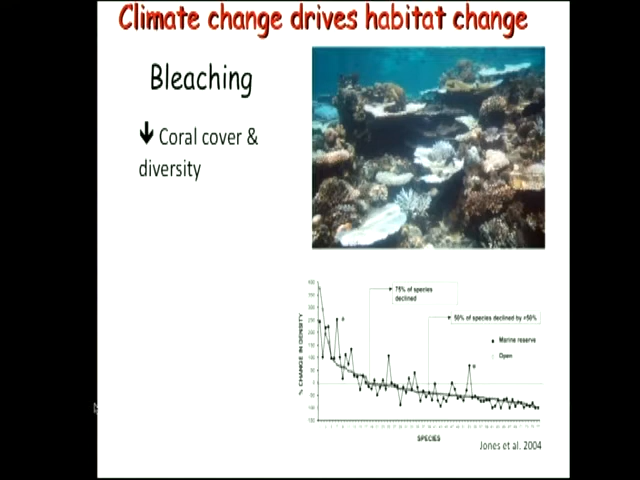 Climate change drives habitat change
Bleaching
🡇 Coral cover &
diversity
75% of species
declined
50% of species declined by >50%
Marine reserve
Open
% CHANGE IN DENSITY
SPECIES
Jones et al. 2004